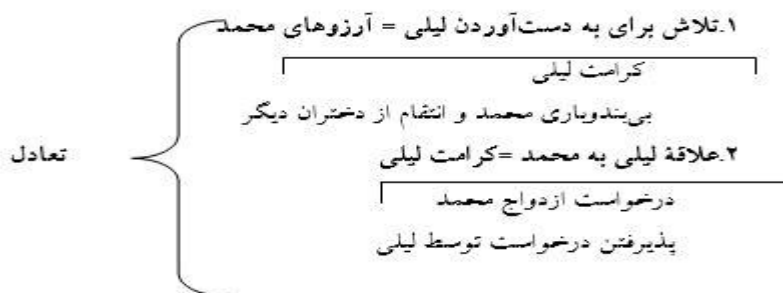 ۱.تلاش برای به دست‌آوردن لیلی = آرزوهای محمد
کرامت لیلی
بی‌بندوباری محمد و انتقام از دختران دیگر
۲.علاقهٔ لیلی به محمد =کرامت لیلی
تعادل
درخواست ازدواج محمد
پذیرفتن درخواست توسط لیلی